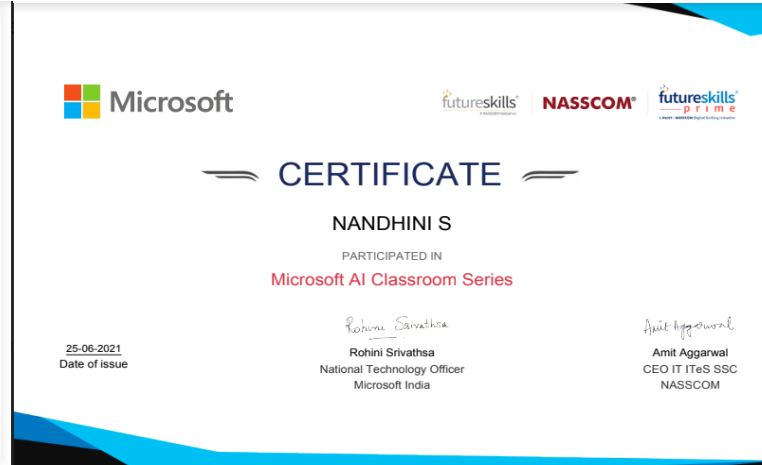 Microsoft
futureskills
NASSCOM®
futureskills
prime
CERTIFICATE
NANDHINI S
PARTICIPATED IN
Microsoft AI Classroom Series
Rohini Srivathsa
Amit Aggarwal
25-06-2021
Date of issue
Rohini Srivathsa
National Technology Officer
Microsoft India
Amit Aggarwal
CEO IT ITeS SSC
NASSCOM